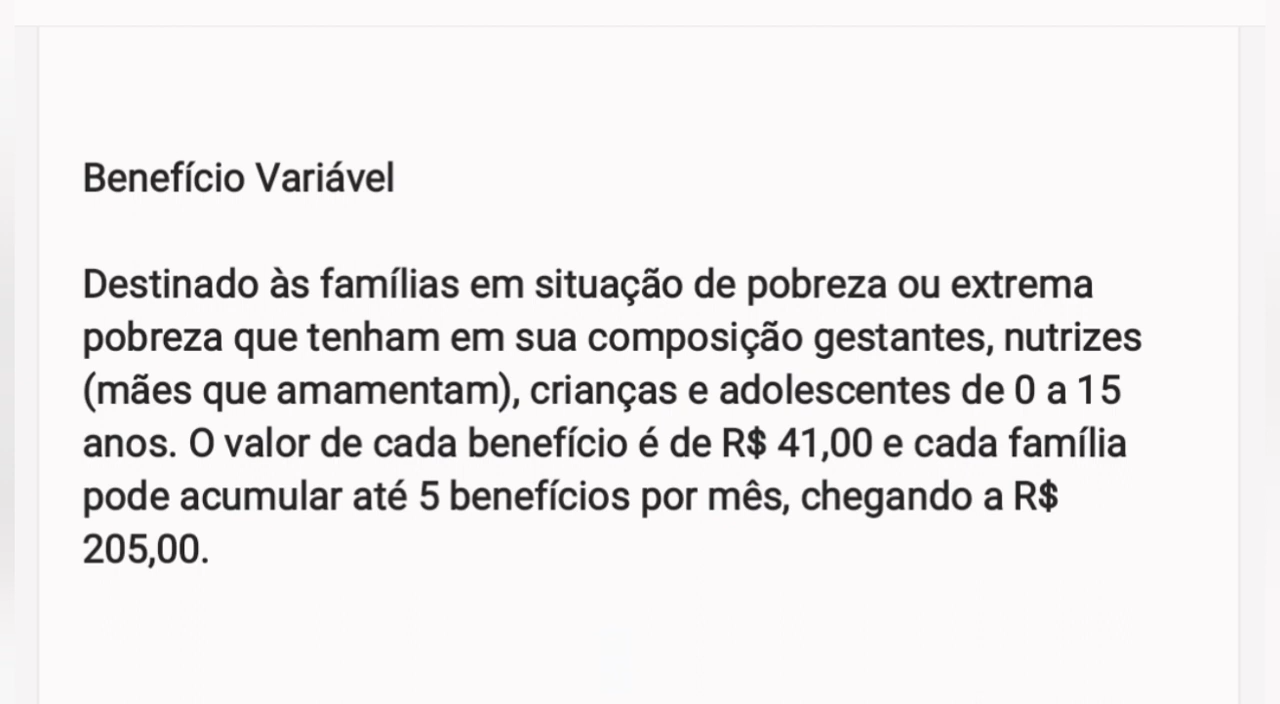 Benefício Variável
Destinado às famílias em situação de pobreza ou extrema
pobreza que tenham em sua composição gestantes, nutrizes
(mães que amamentam), crianças e adolescentes de 0 a 15
anos. O valor de cada benefício é de R$ 41,00 e cada família
pode acumular até 5 benefícios por mês, chegando a R$
205,00.